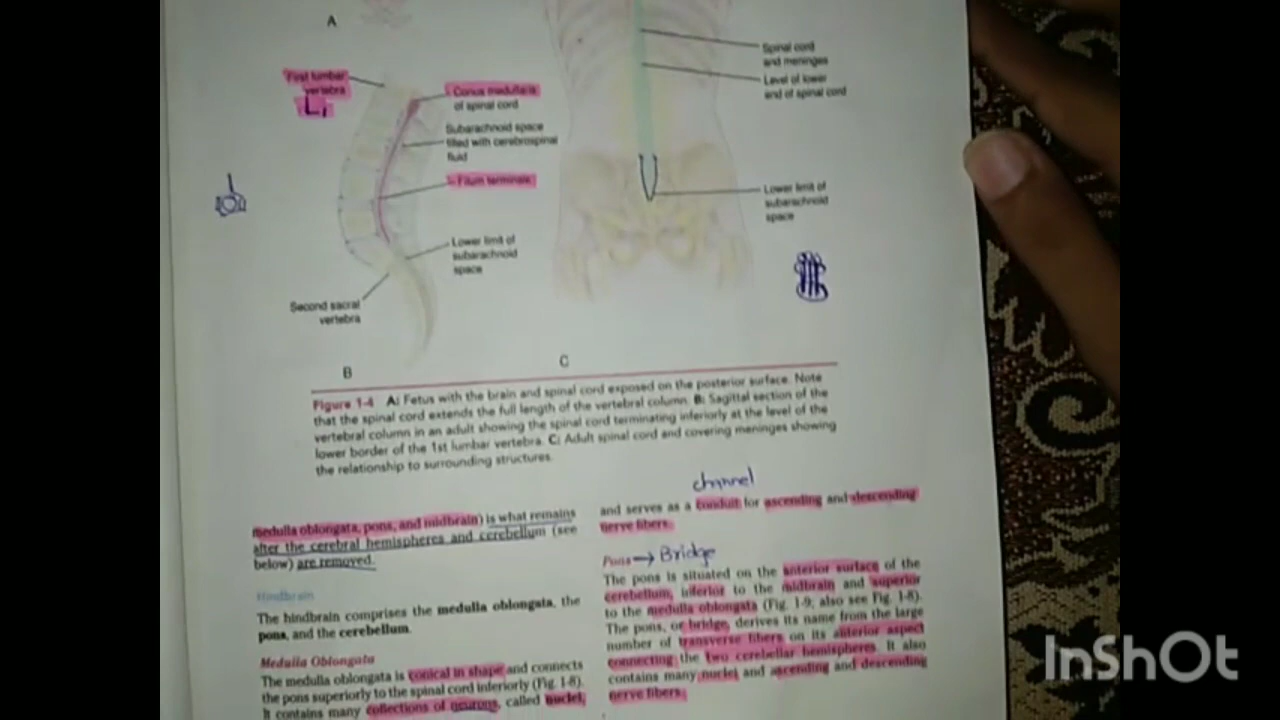 A
First lumbar
vertebra
L1
Conus medullaris
of spinal cord
Subarachnoid space
filled with cerebrospinal
fluid
Filum terminale
Lower limit of
subarachnoid
space
Second sacral
vertebra
B
Spinal cord
and meninges
Level of lower
end of spinal cord
Lower limit of
subarachnoid
space
C
Figure 1-4 A: Fetus with the brain and spinal cord exposed on the posterior surface. Note
that the spinal cord extends the full length of the vertebral column. B: Sagittal section of the
vertebral column in an adult showing the spinal cord terminating inferiorly at the level of the
lower border of the 1st lumbar vertebra. C: Adult spinal cord and covering meninges showing
the relationship to surrounding structures.
medulla oblongata, pons, and midbrain) is what remains
after the cerebral hemispheres and cerebellum (see
below) are removed.
Hindbrain
The hindbrain comprises the medulla oblongata, the
pons, and the cerebellum.
Medulla Oblongata
The medulla oblongata is conical in shape and connects
the pons superiorly to the spinal cord inferiorly (Fig. 1-8).
It contains many collections of neurons, called nuclei,
channel
and serves as a conduit for ascending and descending
nerve fibers.
Pons → Bridge
The pons is situated on the anterior surface of the
cerebellum, inferior to the midbrain and superior
to the medulla oblongata (Fig. 1-9; also see Fig. 1-8).
The pons, or bridge, derives its name from the large
number of transverse fibers on its anterior aspect
connecting the two cerebellar hemispheres. It also
contains many nuclei and ascending and descending
nerve fibers.
InShOt